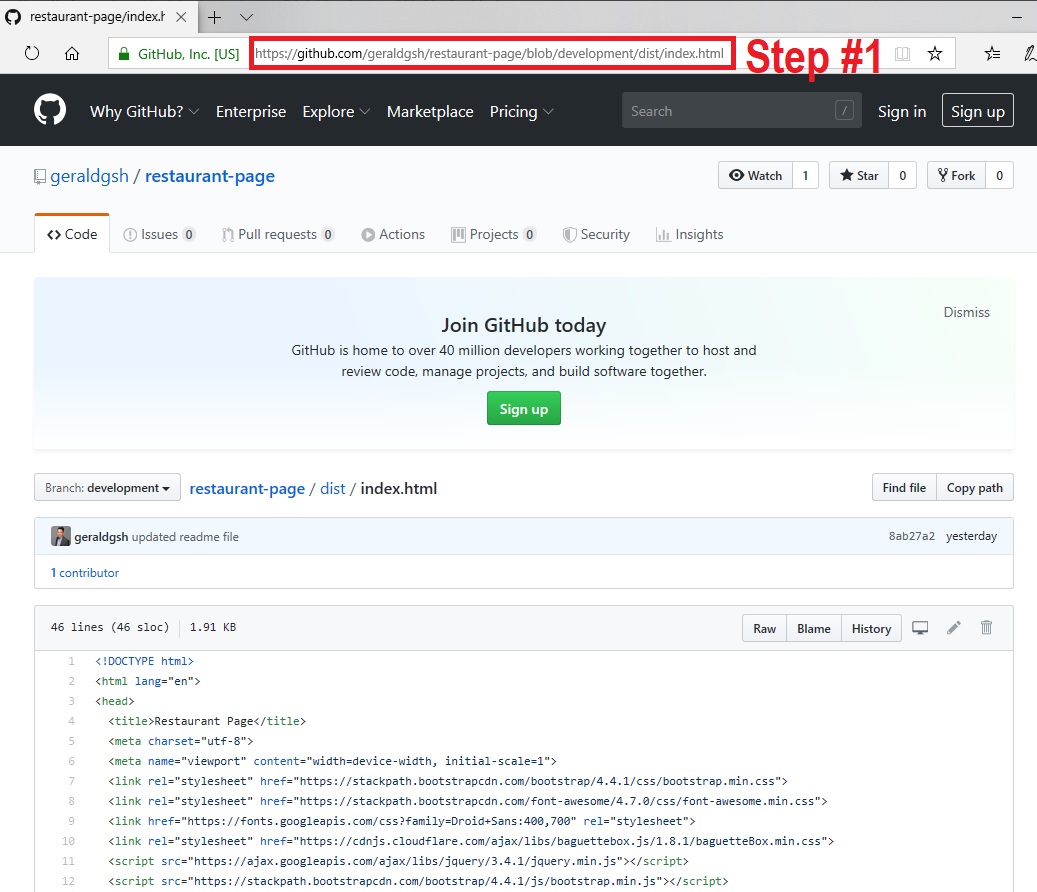 restaurant-page/index.h
GitHub, Inc. [US] https://github.com/geraldgsh/restaurant-page/blob/development/dist/index.html Step #1
Why GitHub? Enterprise Explore Marketplace Pricing Search / Sign in Sign up
geraldgsh / restaurant-page Watch 1 Star 0 Fork 0
Code Issues 0 Pull requests 0 Actions Projects 0 Security Insights
Dismiss
Join GitHub today
GitHub is home to over 40 million developers working together to host and
review code, manage projects, and build software together.
Sign up
Branch: development restaurant-page / dist / index.html Find file Copy path
geraldgsh updated readme file 8ab27a2 yesterday
1 contributor
46 lines (46 sloc) 1.91 KB Raw Blame History
1 <!DOCTYPE html>
2 <html lang="en">
3 <head>
4 <title>Restaurant Page</title>
5 <meta charset="utf-8">
6 <meta name="viewport" content="width=device-width, initial-scale=1">
7 <link rel="stylesheet" href="https://stackpath.bootstrapcdn.com/bootstrap/4.4.1/css/bootstrap.min.css">
8 <link rel="stylesheet" href="https://stackpath.bootstrapcdn.com/font-awesome/4.7.0/css/font-awesome.min.css">
9 <link href="https://fonts.googleapis.com/css?family=Droid+Sans:400,700" rel="stylesheet">
10 <link rel="stylesheet" href="https://cdnjs.cloudflare.com/ajax/libs/baguettebox.js/1.8.1/baguetteBox.min.css">
11 <script src="https://ajax.googleapis.com/ajax/libs/jquery/3.4.1/jquery.min.js"></script>
12 <script src="https://stackpath.bootstrapcdn.com/bootstrap/4.4.1/js/bootstrap.min.js"></script>